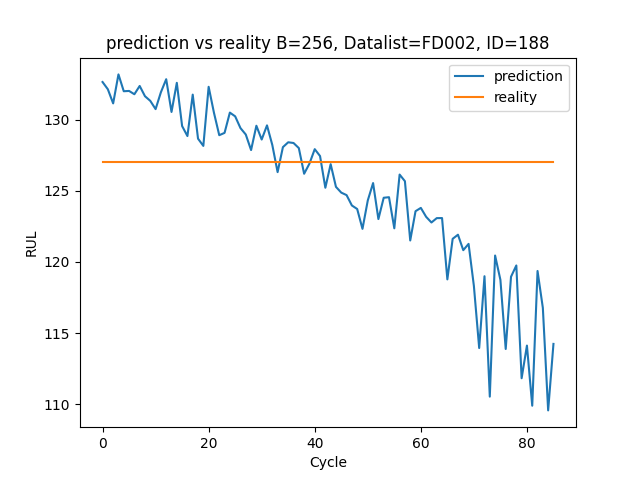 prediction vs reality B=256, Datalist=FD002, ID=188
prediction
reality
130
125
120
115
110
RUL
0 20 40 60 80
Cycle